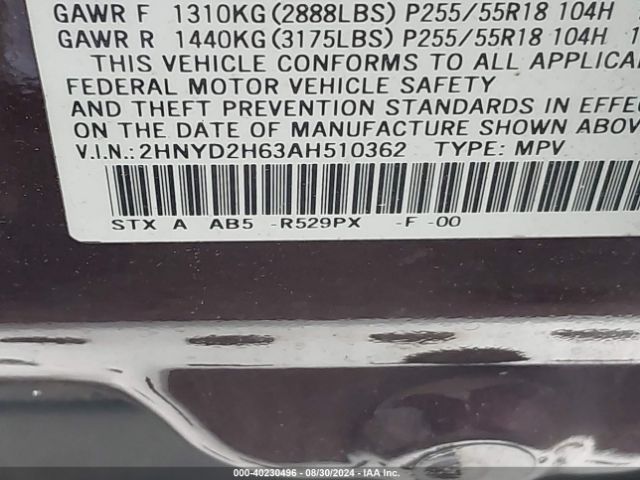 GAWR F 1310KG(2888LBS) P255/55R18 104H
GAWR R 1440KG(3175LBS) P255/55R18 104H 1
THIS VEHICLE CONFORMS TO ALL APPLICA
FEDERAL MOTOR VEHICLE SAFETY
AND THEFT PREVENTION STANDARDS IN EFFE
ON THE DATE OF MANUFACTURE SHOWN ABOV
V.I.N.:2HNYD2H63AH510362 TYPE: MPV
STX A AB5 -R529PX -F -00
000-40230496 - 08/30/2024 - Copart IAA Inc.